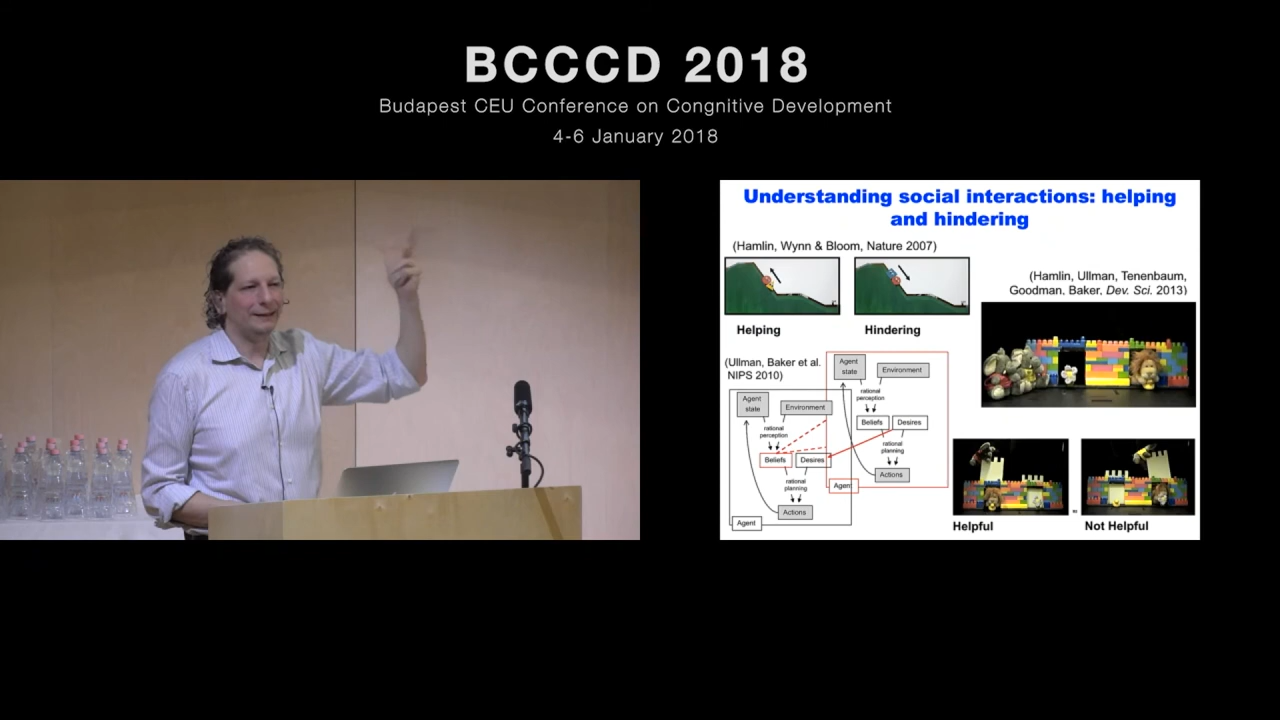 BCCCD 2018
Budapest CEU Conference on Congnitive Development
4-6 January 2018
Understanding social interactions: helping
and hindering
(Hamlin, Wynn & Bloom, Nature 2007)
Helping
Hindering
(Hamlin, Ullman, Tenenbaum,
Goodman, Baker, Dev. Sci. 2013)
(Ullman, Baker et al.
NIPS 2010)
Agent
state
Environment
rational
perception
Beliefs
Desires
rational
planning
Actions
Agent
Agent
state
Environment
rational
perception
Beliefs
Desires
rational
planning
Actions
Agent
Helpful
Not Helpful